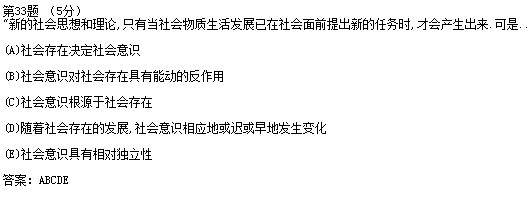 第33题 （5分）
"新的社会思想和理论,只有当社会物质生活发展已在社会面前提出新的任务时,才会产生出来.可是..
(A)社会存在决定社会意识
(B)社会意识对社会存在具有能动的反作用
(C)社会意识根源于社会存在
(D)随着社会存在的发展,社会意识相应地或迟或早地发生变化
(E)社会意识具有相对独立性
答案: ABCDE